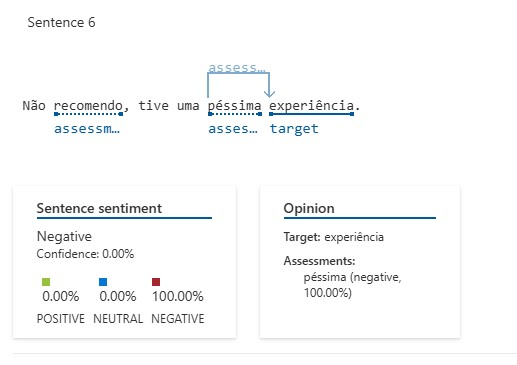 Sentence 6
assess…
Não recomendo, tive uma péssima experiência.
assessm… asses… target
Sentence sentiment
Negative
Confidence: 0.00%
0.00% 0.00% 100.00%
POSITIVE NEUTRAL NEGATIVE
Opinion
Target: experiência
Assessments:
péssima (negative,
100.00%)